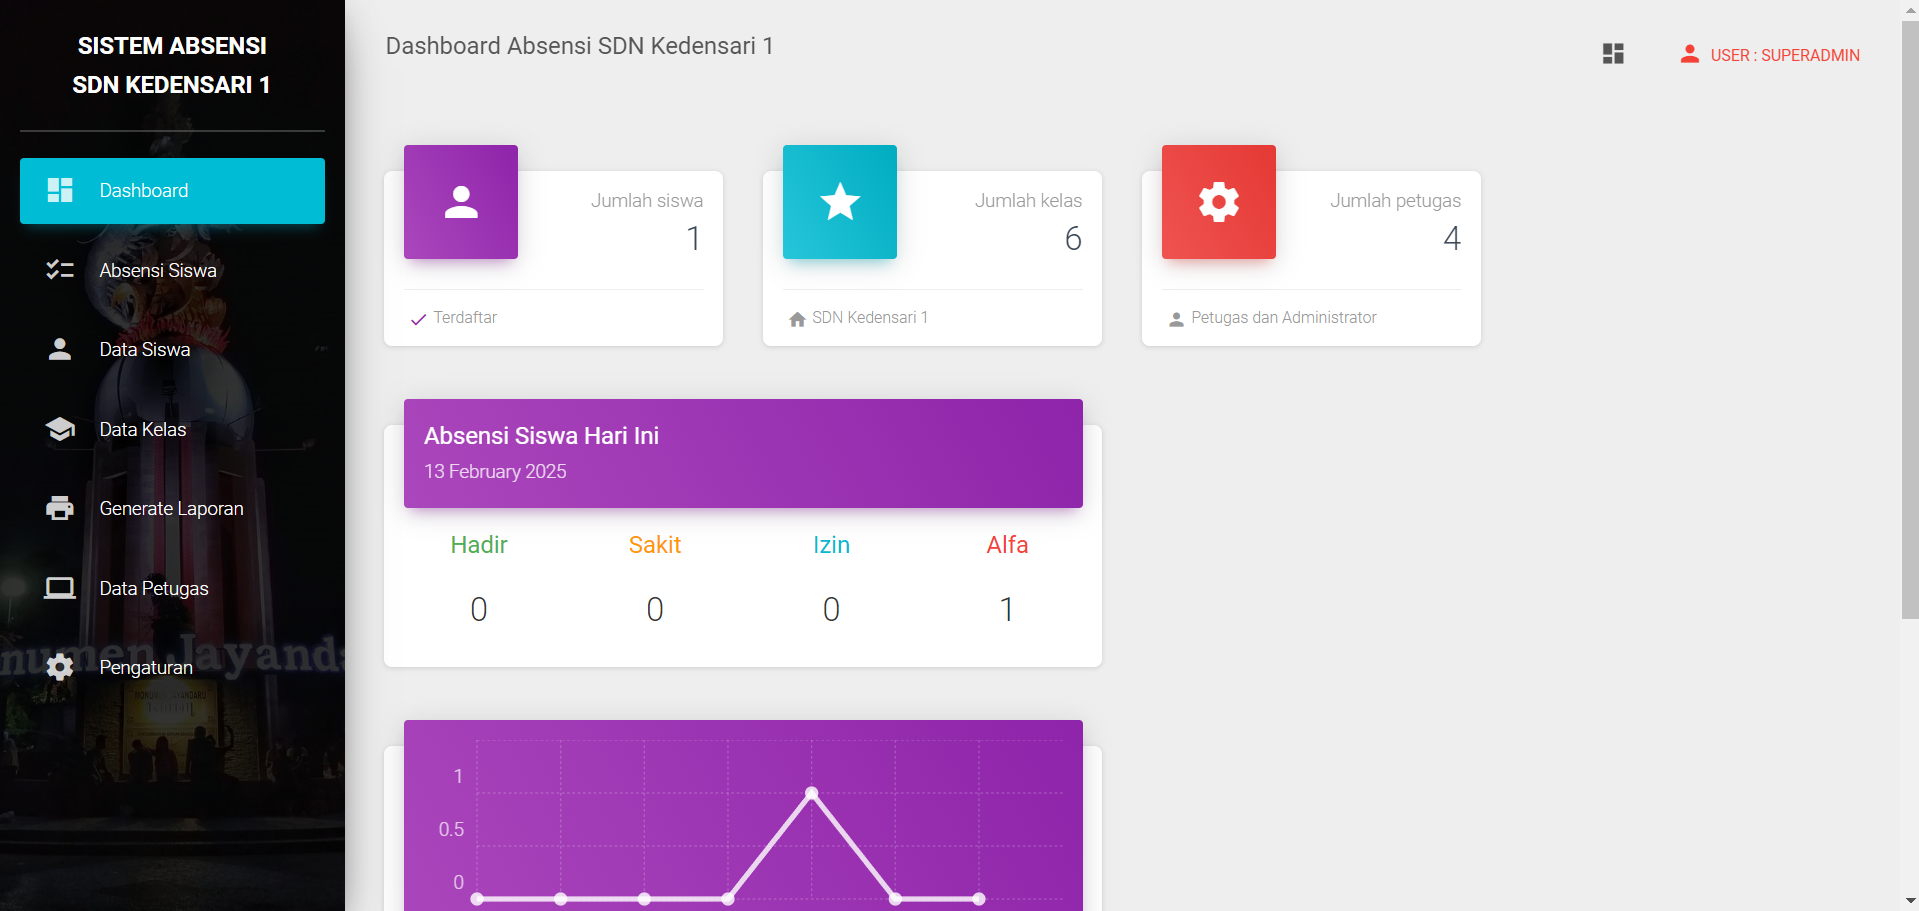 SISTEM ABSENSI
SDN KEDENSARI 1
Dashboard
Absensi Siswa
Data Siswa
Data Kelas
Generate Laporan
Data Petugas
Pengaturan
numen Jayanda
Dashboard Absensi SDN Kedensari 1
USER : SUPERADMIN
Jumlah siswa
1
Terdaftar
Jumlah kelas
6
SDN Kedensari 1
Jumlah petugas
4
Petugas dan Administrator
Absensi Siswa Hari Ini
13 February 2025
Hadir Sakit Izin Alfa
0 0 0 1
1
0.5
0